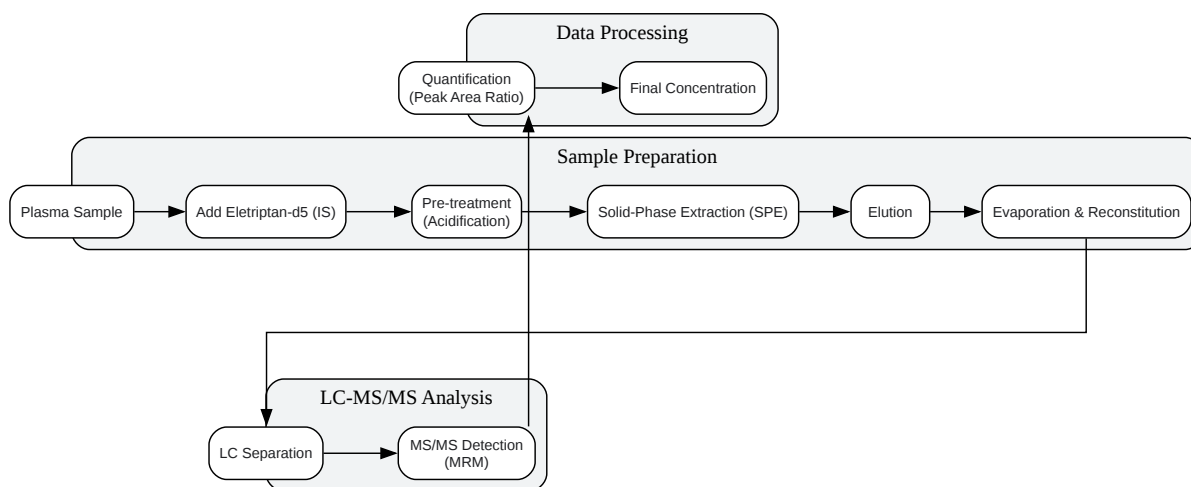 Data Processing
Quantification
(Peak Area Ratio)
Final Concentration
Sample Preparation
Plasma Sample
Add Eletriptan-d5 (IS)
Pre-treatment
(Acidification)
Solid-Phase Extraction (SPE)
Elution
Evaporation & Reconstitution
LC-MS/MS Analysis
LC Separation
MS/MS Detection
(MRM)